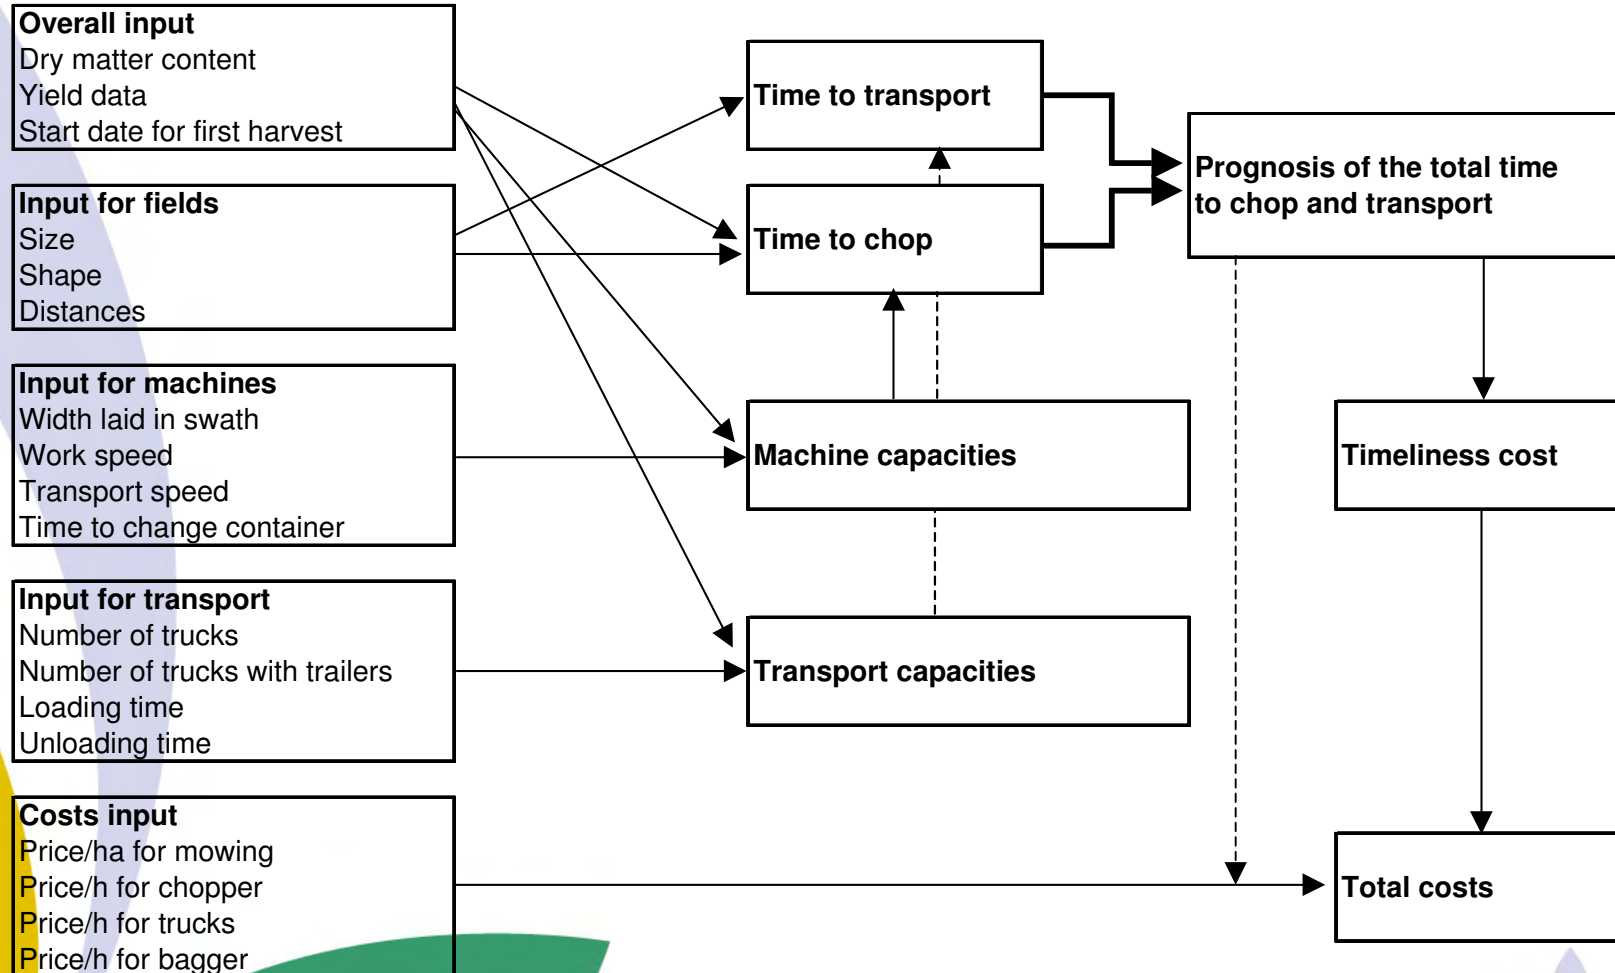 Overall input
Dry matter content
Yield data
Start date for first harvest
Input for fields
Size
Shape
Distances
Input for machines
Width laid in swath
Work speed
Transport speed
Time to change container
Input for transport
Number of trucks
Number of trucks with trailers
Loading time
Unloading time
Costs input
Price/ha for mowing
Price/h for chopper
Price/h for trucks
Price/h for bagger
Time to transport
Time to chop
Machine capacities
Transport capacities
Prognosis of the total time
to chop and transport
Timeliness cost
Total costs